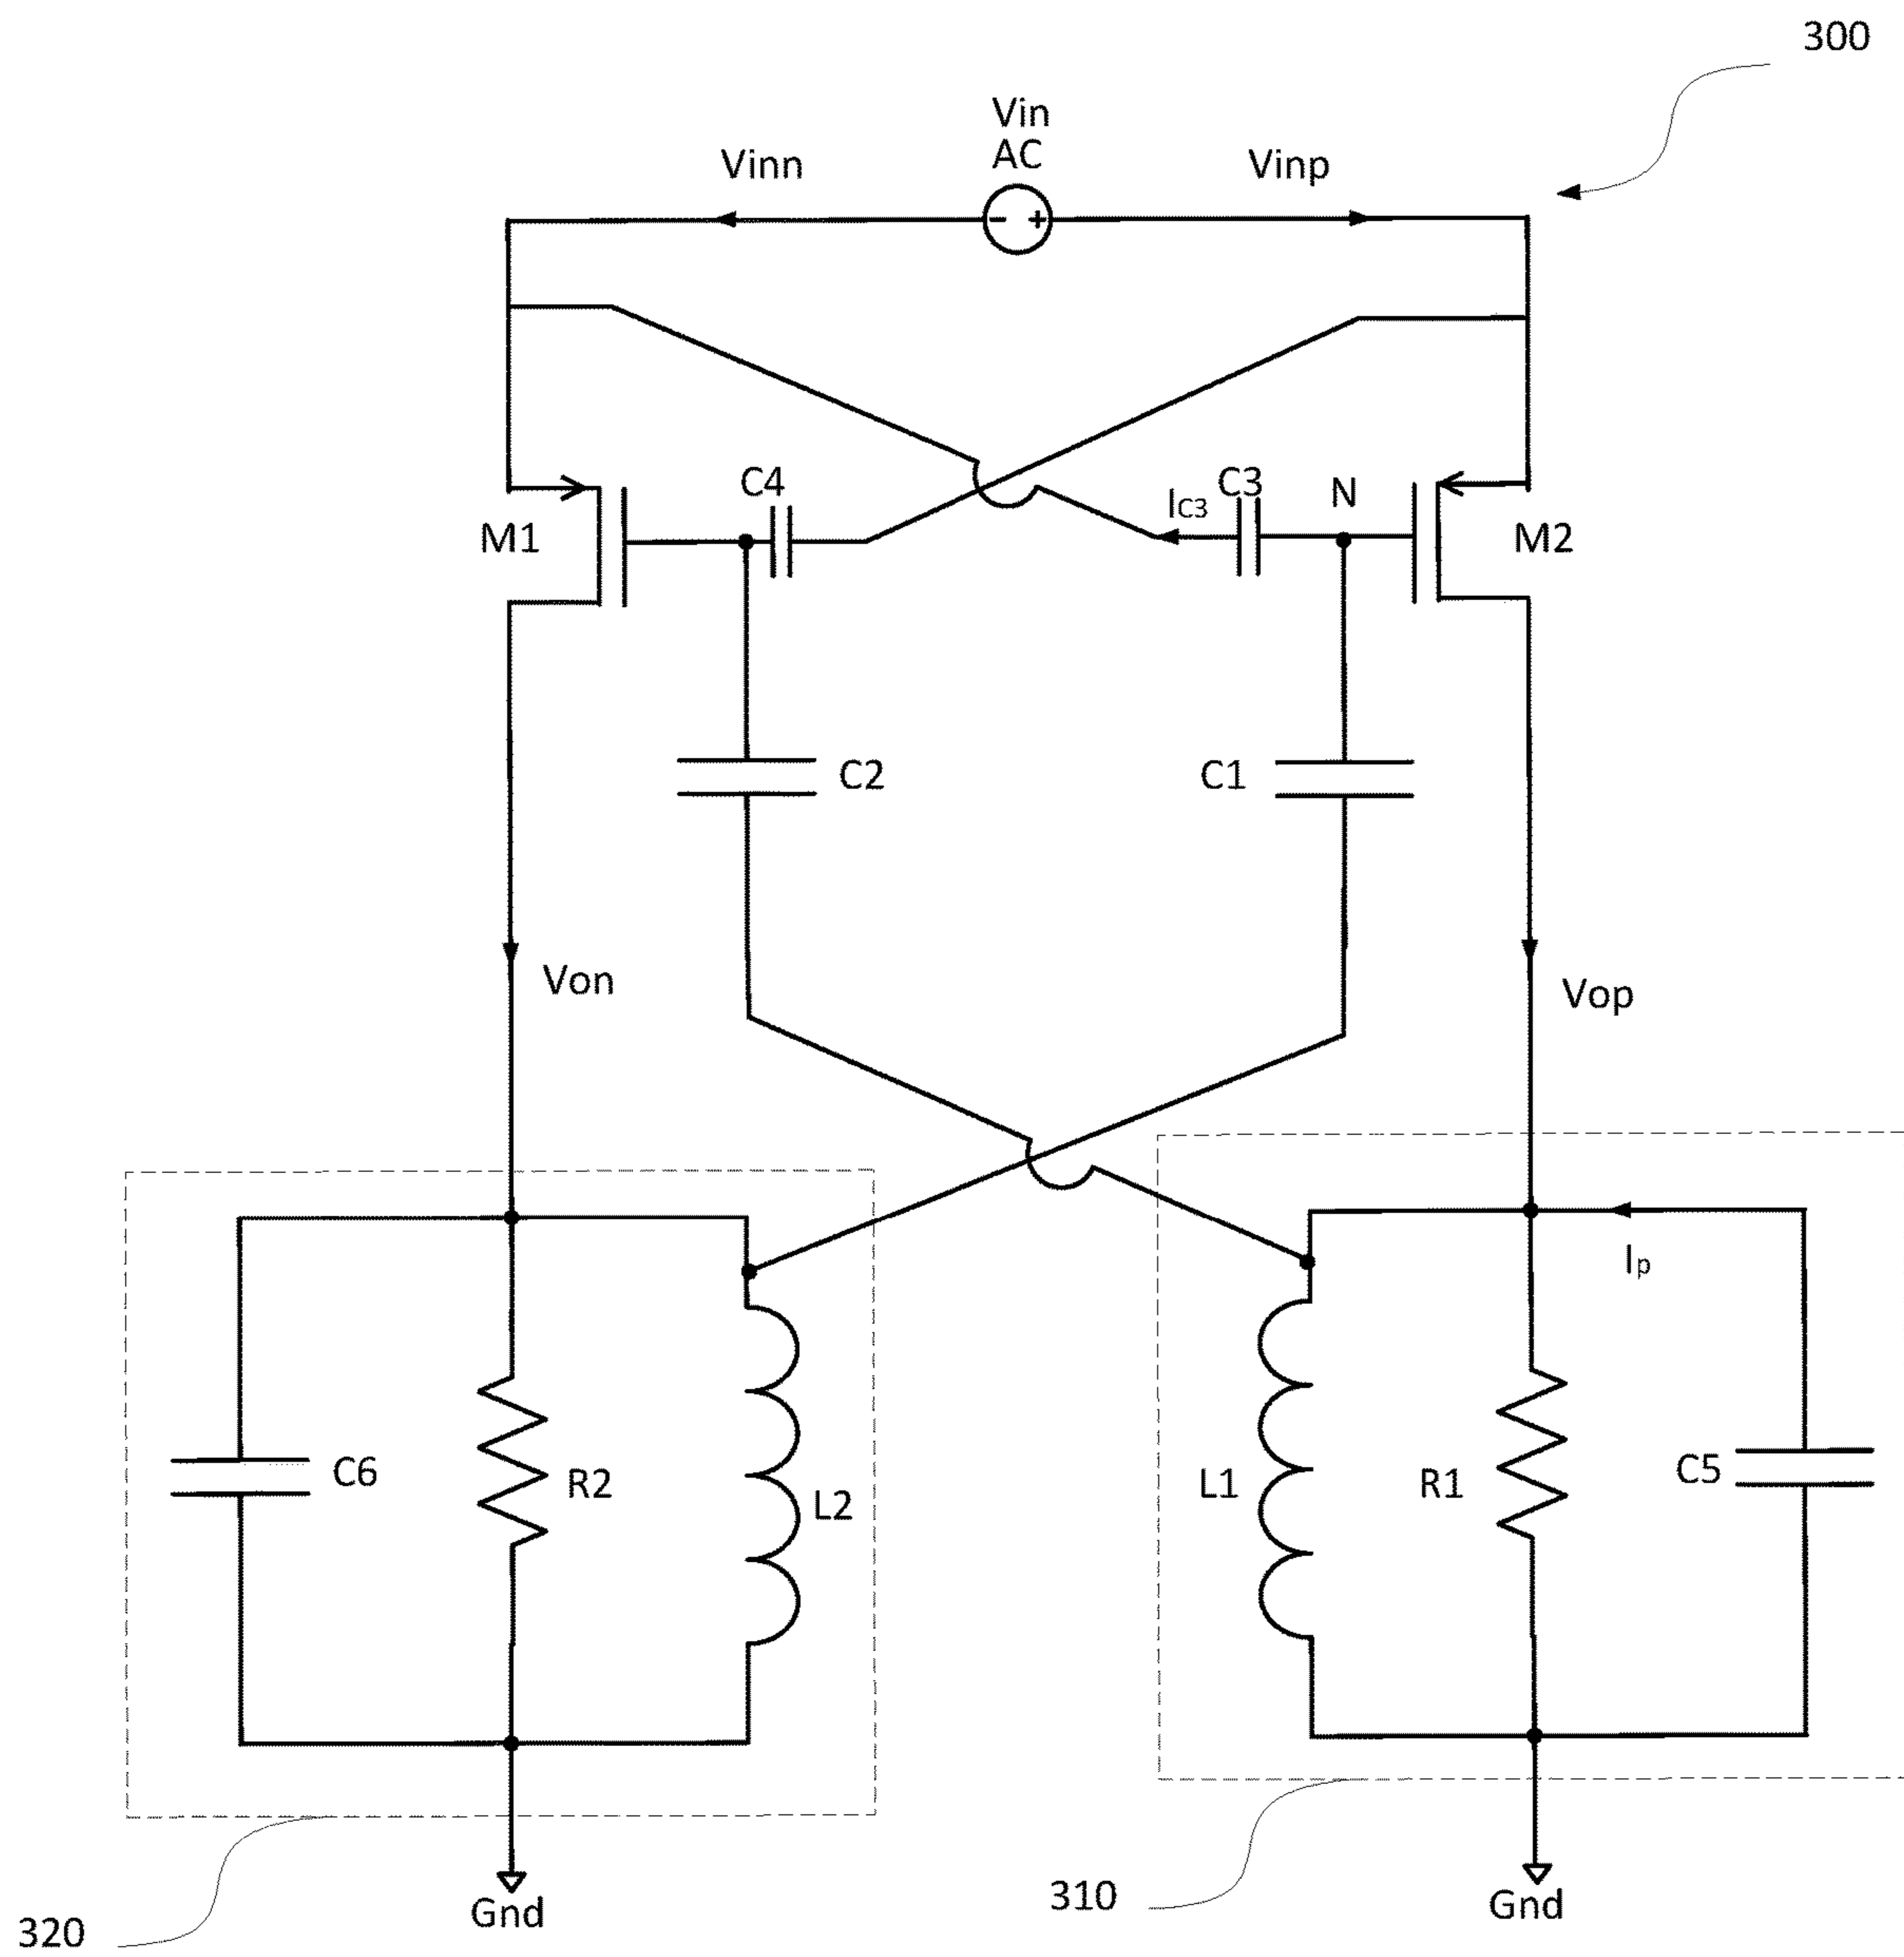 300
Vin
AC
Vinn
Vinp
- +
C4
C3
N
IC3
M1
M2
C2
C1
Von
Vop
Ip
C6
R2
L2
L1
R1
C5
Gnd
Gnd
310
320